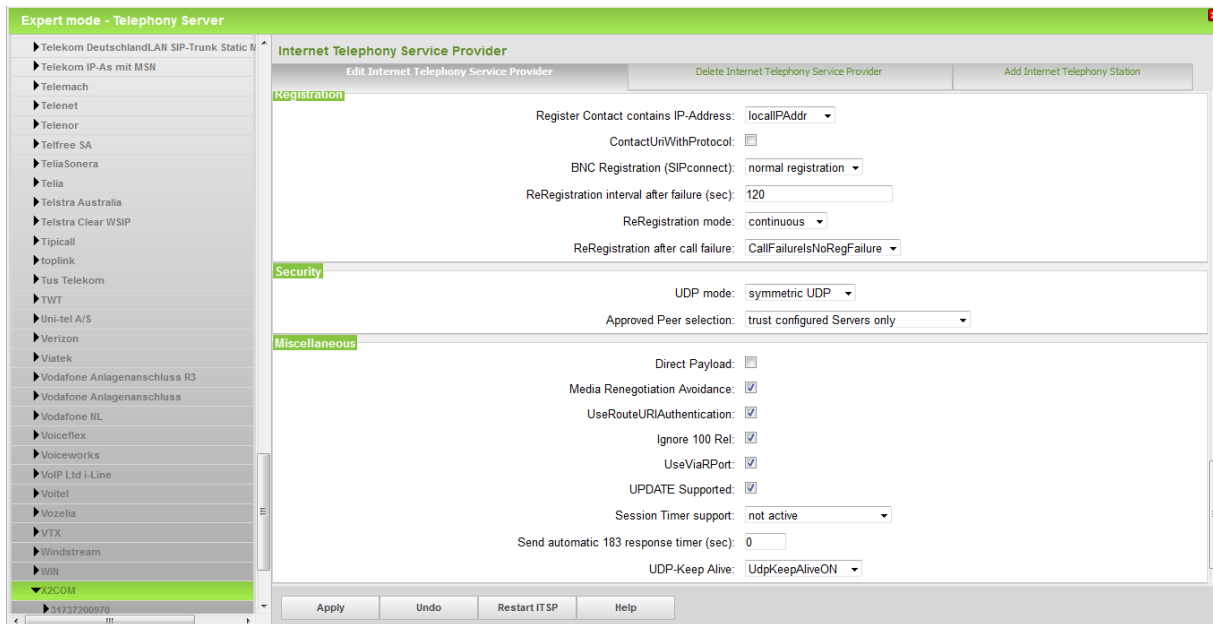 Expert mode - Telephony Server
Telekom DeutschlandLAN SIP-Trunk Static
Telekom IP-As mit MSN
Telemach
Telenet
Telenor
Telfree SA
TeliaSonera
Telia
Telstra Australia
Telstra Clear WSIP
Tipicall
toplink
Tus Telekom
TWT
Uni-tel A/S
Verizon
Viatek
Vodafone Anlagenanschluss R3
Vodafone Anlagenanschluss
Vodafone NL
Voiceflex
Voiceworks
VoIP Ltd i-Line
Voitel
Vozelia
VTX
Windstream
WIN
X2COM
31737200970
Internet Telephony Service Provider
Edit Internet Telephony Service Provider Delete Internet Telephony Service Provider Add Internet Telephony Station
Registration
Register Contact contains IP-Address: localIPAddr
ContactUriWithProtocol:
BNC Registration (SIPconnect): normal registration
ReRegistration interval after failure (sec): 120
ReRegistration mode: continuous
ReRegistration after call failure: CallFailureIsNoRegFailure
Security
UDP mode: symmetric UDP
Approved Peer selection: trust configured Servers only
Miscellaneous
Direct Payload:
Media Renegotiation Avoidance:
UseRouteURIAuthentication:
Ignore 100 Rel:
UseViaRPort:
UPDATE Supported:
Session Timer support: not active
Send automatic 183 response timer (sec): 0
UDP-Keep Alive: UdpKeepAliveON
Apply Undo Restart ITSP Help